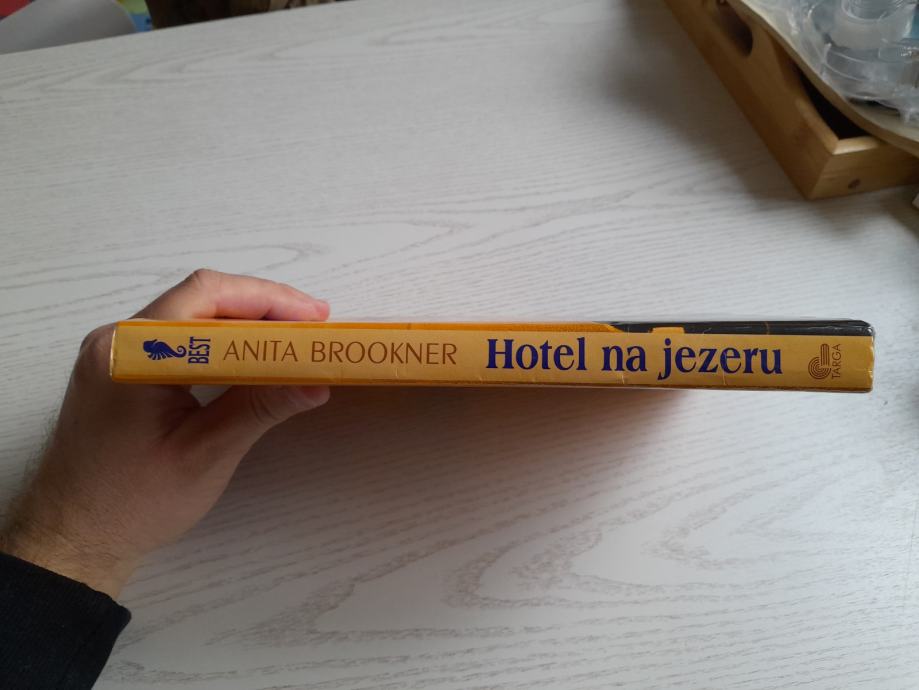 BEST
ANITA BROOKNER
Hotel na jezeru
TARGA